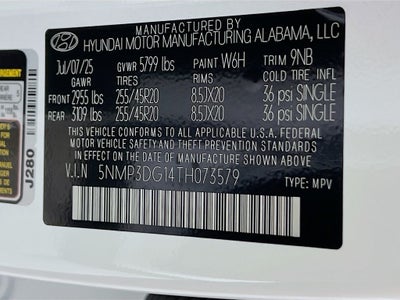 MANUFACTURED BY
HYUNDAI MOTOR MANUFACTURING ALABAMA, LLC
Jul/07/25 GVWR 5799 lbs PAINT W6H TRIM 9NB
GAWR TIRES RIMS COLD TIRE INFL
FRONT 2955 lbs 255/45R20 8.5JX20 36 psi SINGLE
REAR 3109 lbs 255/45R20 8.5JX20 36 psi SINGLE
THIS VEHICLE CONFORMS TO ALL APPLICABLE U.S.A. FEDERAL
MOTOR VEHICLE SAFETY AND THEFT PREVENTION STANDARDS
IN EFFECT ON THE DATE OF MANUFACTURE SHOWN ABOVE.
V.I.N 5NMP3DG14TH073579
TYPE: MPV
J280